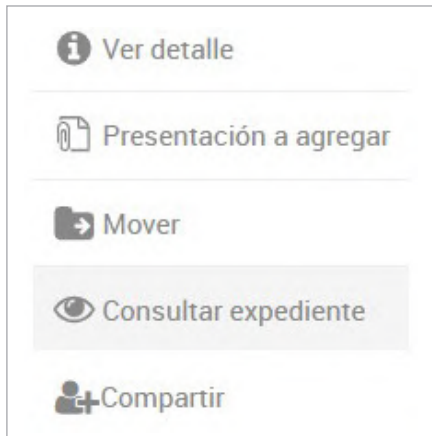 Ver detalle
Presentación a agregar
Mover
Consultar expediente
Compartir